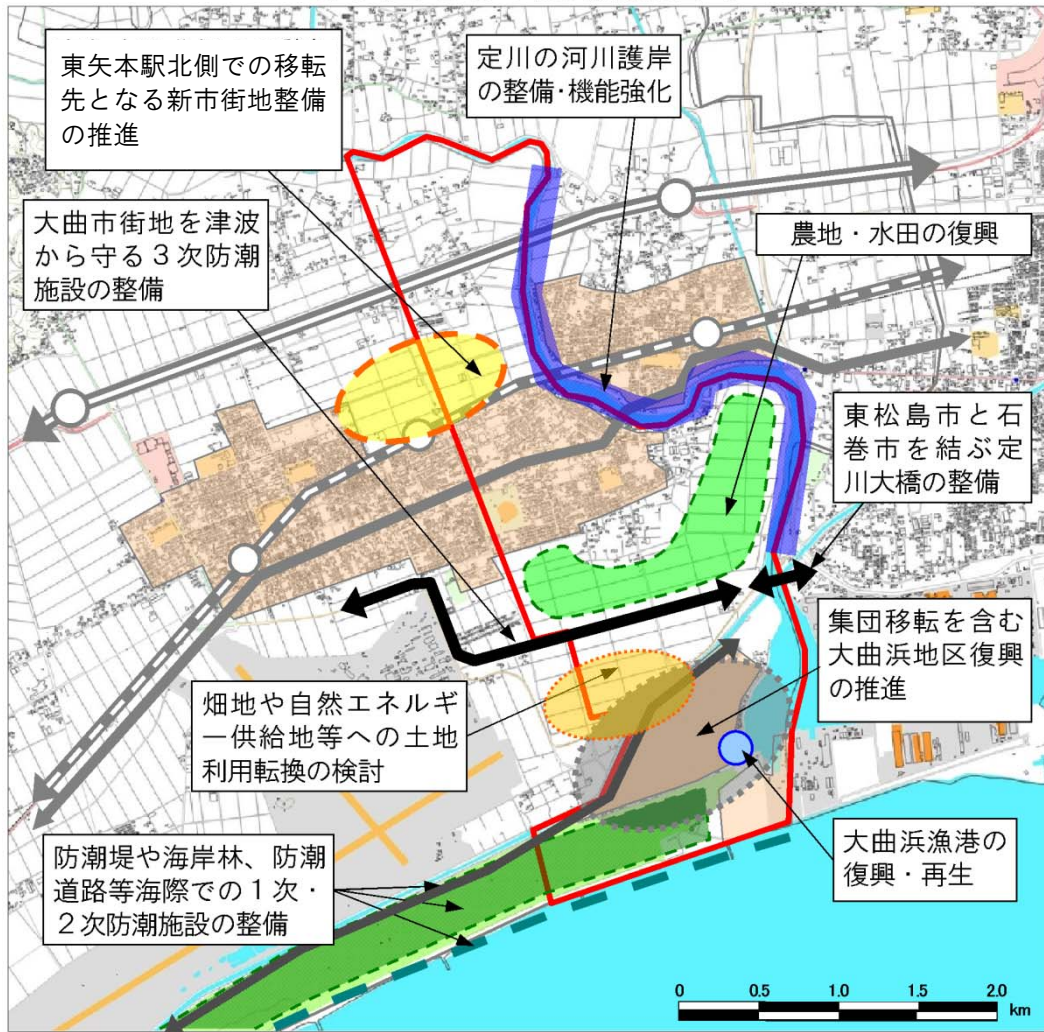 東矢本駅北側での移転
先となる新市街地整備
の推進
定川の河川護岸
の整備・機能強化
大曲市街地を津波
から守る３次防潮
施設の整備
農地・水田の復興
東松島市と石
巻市を結ぶ定
川大橋の整備
集団移転を含む
大曲浜地区復興
の推進
畑地や自然エネルギ
ー供給地等への土地
利用転換の検討
大曲浜漁港の
復興・再生
防潮堤や海岸林、防潮
道路等海際での１次・
２次防潮施設の整備
0 0.5 1.0 1.5 2.0
km